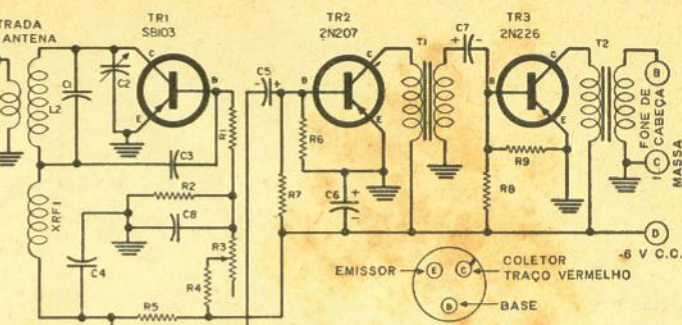 TRADA
ANTENA
TR1
SB103
TR2
2N207
TR3
2N226
C7
T1
T2
L2
C2
C
B
E
R1
C3
C5
R6
R7
C6
R9
R8
R2
C8
R3
R4
R5
C4
XRF1
FONE DE
CABEÇA
MASSA
B
C
D
-6 V C.C.
EMISSOR
E
C
COLETOR
TRAÇO VERMELHO
B
BASE